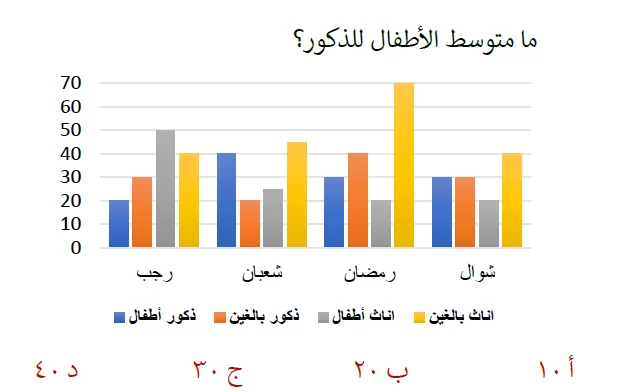 ما متوسط الأطفال للذكور؟
70
60
50
40
30
20
10
0
رجب شعبان رمضان شوال
ذكور أطفال ذكور بالغين اناث أطفال اناث بالغين
أ ١٠ ب ٢٠ ج ٣٠ د ٤٠